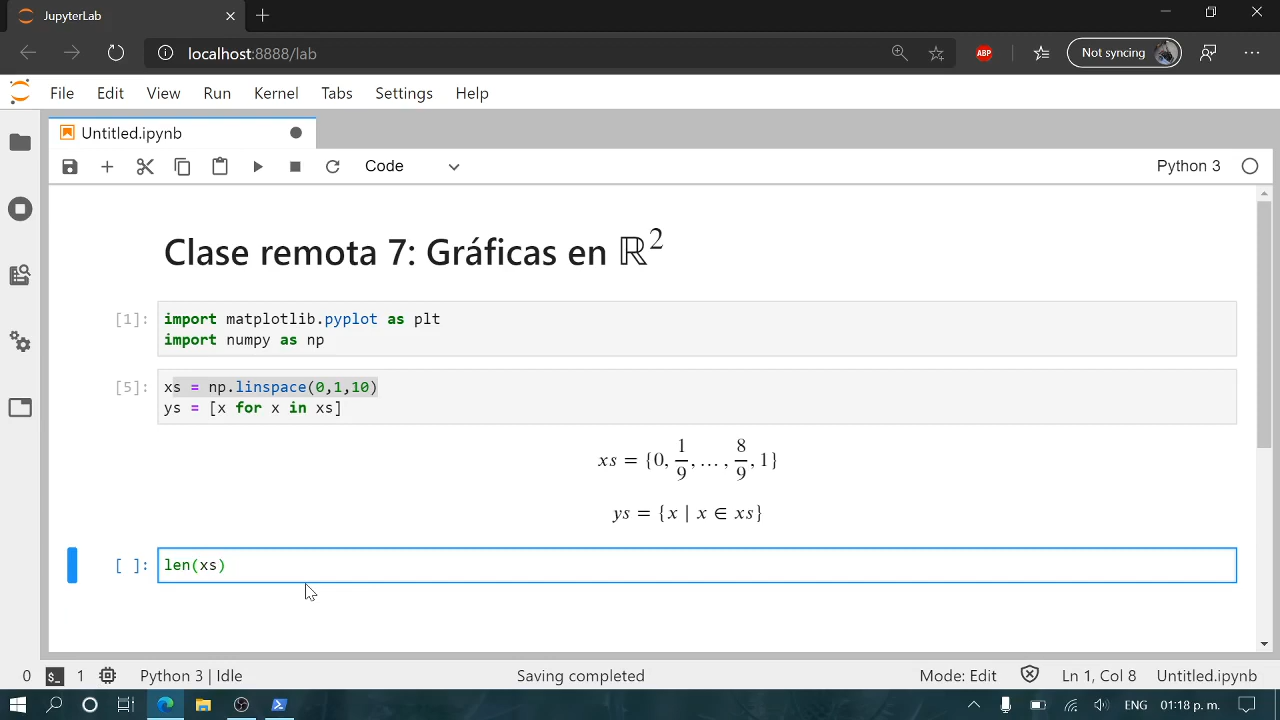 JupyterLab
localhost:8888/lab
ABP
Not syncing
File Edit View Run Kernel Tabs Settings Help
Untitled.ipynb
Code
Python 3
Clase remota 7: Gráficas en ℝ²
[1]: import matplotlib.pyplot as plt
import numpy as np
[5]: xs = np.linspace(0,1,10)
ys = [x for x in xs]
xs = {0, 1/9, … , 8/9, 1}
ys = {x | x ∈ xs}
[ ]: len(xs)
0 $_ 1 Python 3 | Idle Saving completed Mode: Edit Ln 1, Col 8 Untitled.ipynb
ENG 01:18 p. m.